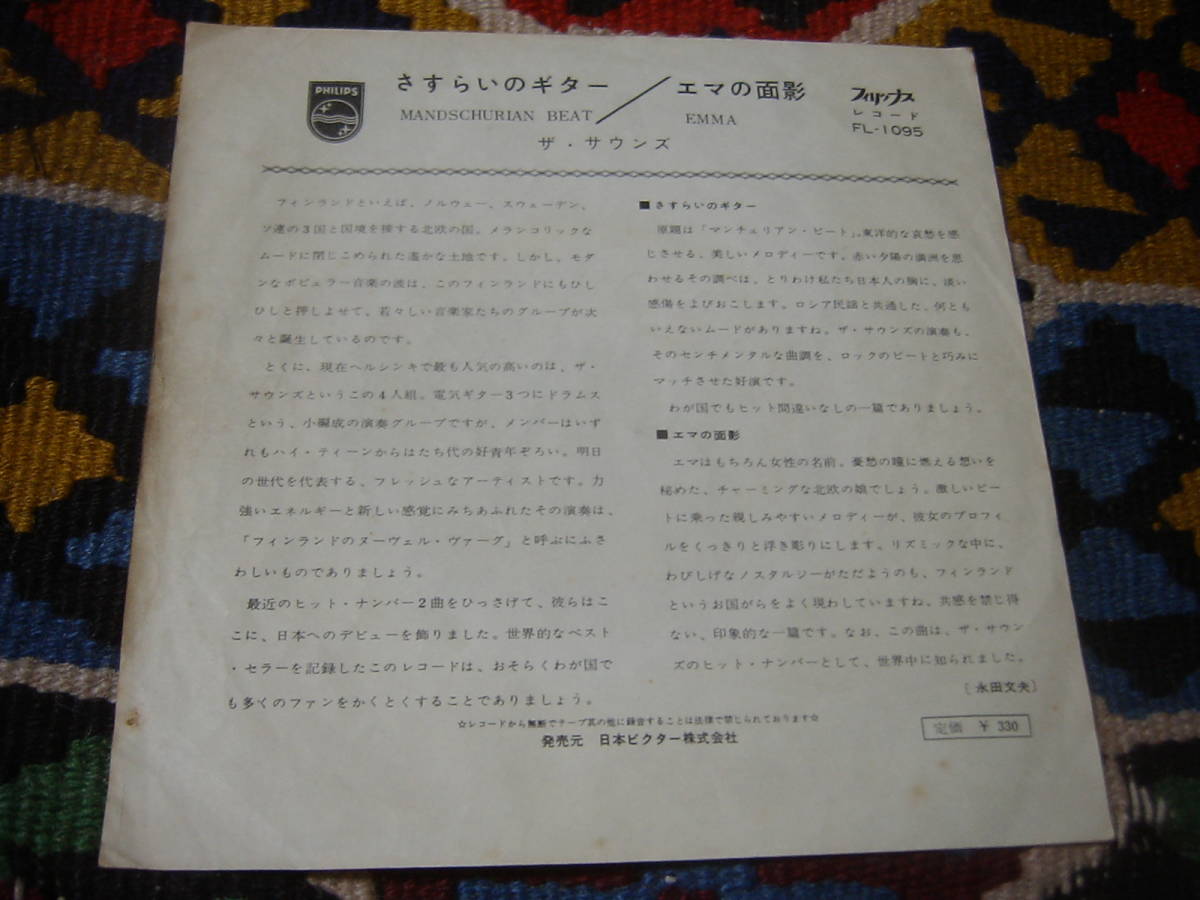 PHILIPS
さすらいのギター／エマの面影
MANDSCHURIAN BEAT EMMA
ザ・サウンズ
フィリップス
レコード
FL-1095
フィンランドといえば、ノルウェー、スウェーデン、
ソ連の3国と国境を接する北欧の国。メランコリックな
ムードに閉じこめられた遙かな土地です。しかし、モダ
ンなポピュラー音楽の波は、このフィンランドにもひし
ひしと押しよせて、若々しい音楽家たちのグループが次
々と誕生しているのです。
とくに、現在ヘルシンキで最も人気の高いのは、ザ・
サウンズというこの4人組。電気ギター3つにドラムス
という、小編成の演奏グループですが、メンバーはいず
れもハイ・ティーンからはたち代の好青年ぞろい。明日
の世代を代表する、フレッシュなアーティストです。力
強いエネルギーと新しい感覚にみちあふれたその演奏は、
「フィンランドのヌーヴェル・ヴァーグ」と呼ぶにふさ
わしいものでありましょう。
最近のヒット・ナンバー2曲をひっさげて、彼らはこ
こに、日本へのデビューを飾りました。世界的なベスト
・セラーを記録したこのレコードは、おそらくわが国で
も多くのファンをかくとくすることでありましょう。
■さすらいのギター
原題は「マンチェリアン・ビート」。東洋的な哀愁を感
じさせる、美しいメロディーです。赤い夕陽の満洲を思
わせるその調べは、とりわけ私たち日本人の胸に、淡い
感傷をよびおこします。ロシア民謡と共通した、何とも
いえないムードがありますね。ザ・サウンズの演奏も、
そのセンチメンタルな曲調を、ロックのビートと巧みに
マッチさせた好演です。
わが国でもヒット間違いなしの一篇でありましょう。
■エマの面影
エマはもちろん女性の名前。憂愁の瞳に燃える想いを
秘めた、チャーミングな北欧の娘でしょう。激しいビー
トに乗った親しみやすいメロディーが、彼女のプロフィ
ルをくっきりと浮き彫りにします。リズミックな中に、
わびしげなノスタルジーがただようのも、フィンランド
というお国がらをよく現わしていますね。共感を禁じ得
ない、印象的な一篇です。なお、この曲は、ザ・サウン
ズのヒット・ナンバーとして、世界中に知られました。
［永田文夫］
☆レコードから無断でテープ其の他に録音することは法律で禁じられております☆
発売元 日本ビクター株式会社
定価 ￥330